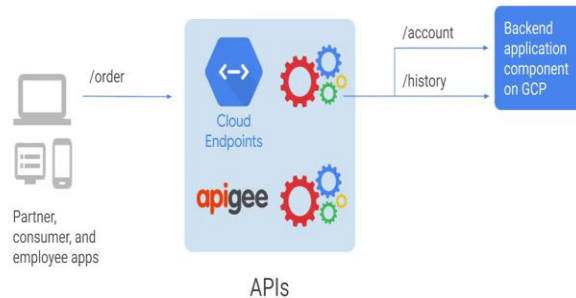 /order
Cloud
Endpoints
apigee
/account
/history
Backend
application
component
on GCP
Partner,
consumer, and
employee apps
APIs